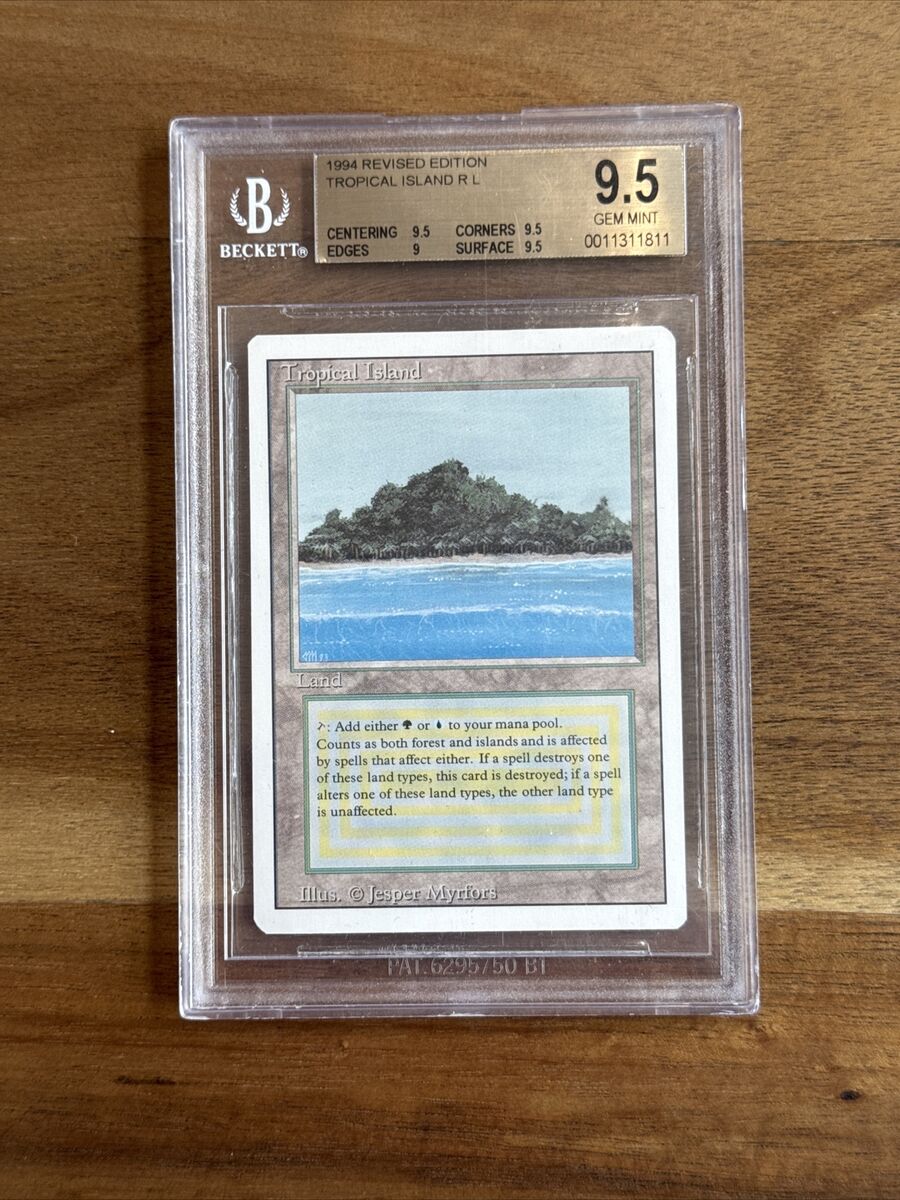 B
BECKETT®
1994 REVISED EDITION
TROPICAL ISLAND R L
CENTERING 9.5 CORNERS 9.5
EDGES 9 SURFACE 9.5
9.5
GEM MINT
0011311811
Tropical Island
Land
: Add either or to your mana pool.
Counts as both forest and islands and is affected
by spells that affect either. If a spell destroys one
of these land types, this card is destroyed; if a spell
alters one of these land types, the other land type
is unaffected.
Illus. © Jesper Myrfors